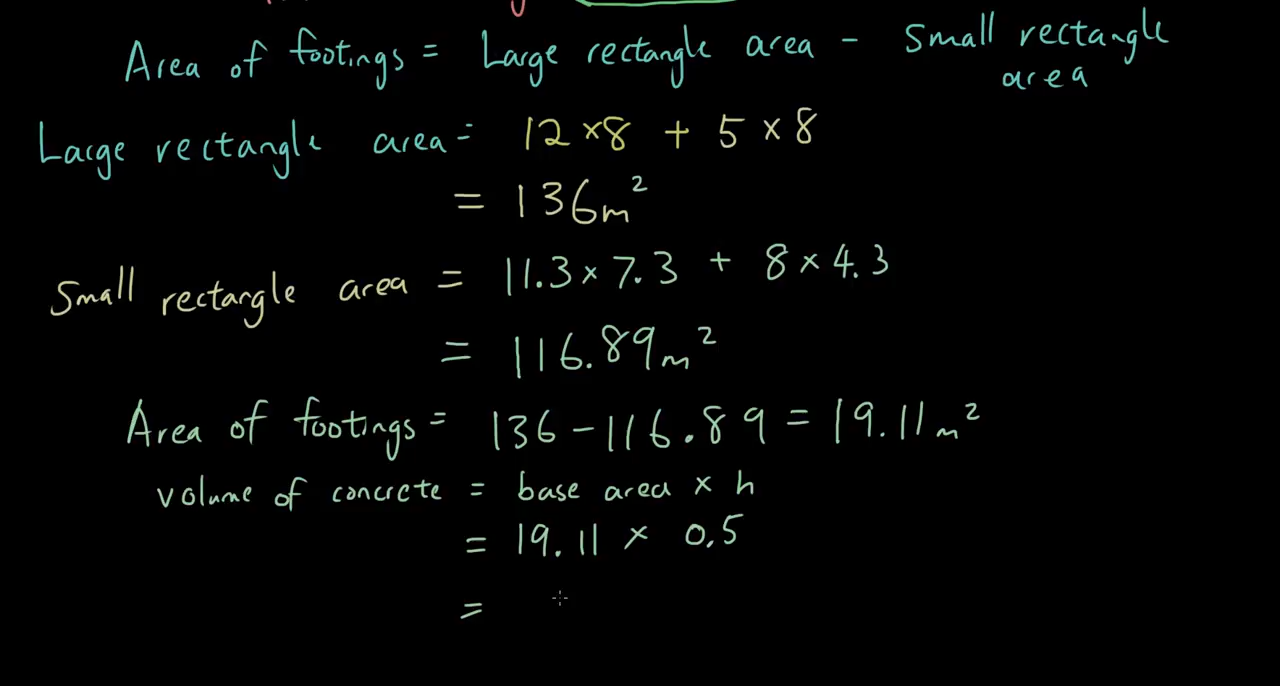 Area of footings = Large rectangle area - Small rectangle area
Large rectangle area = 12 × 8 + 5 × 8
= 136m²
Small rectangle area = 11.3 × 7.3 + 8 × 4.3
= 116.89m²
Area of footings = 136 - 116.89 = 19.11m²
volume of concrete = base area × h
= 19.11 × 0.5
=